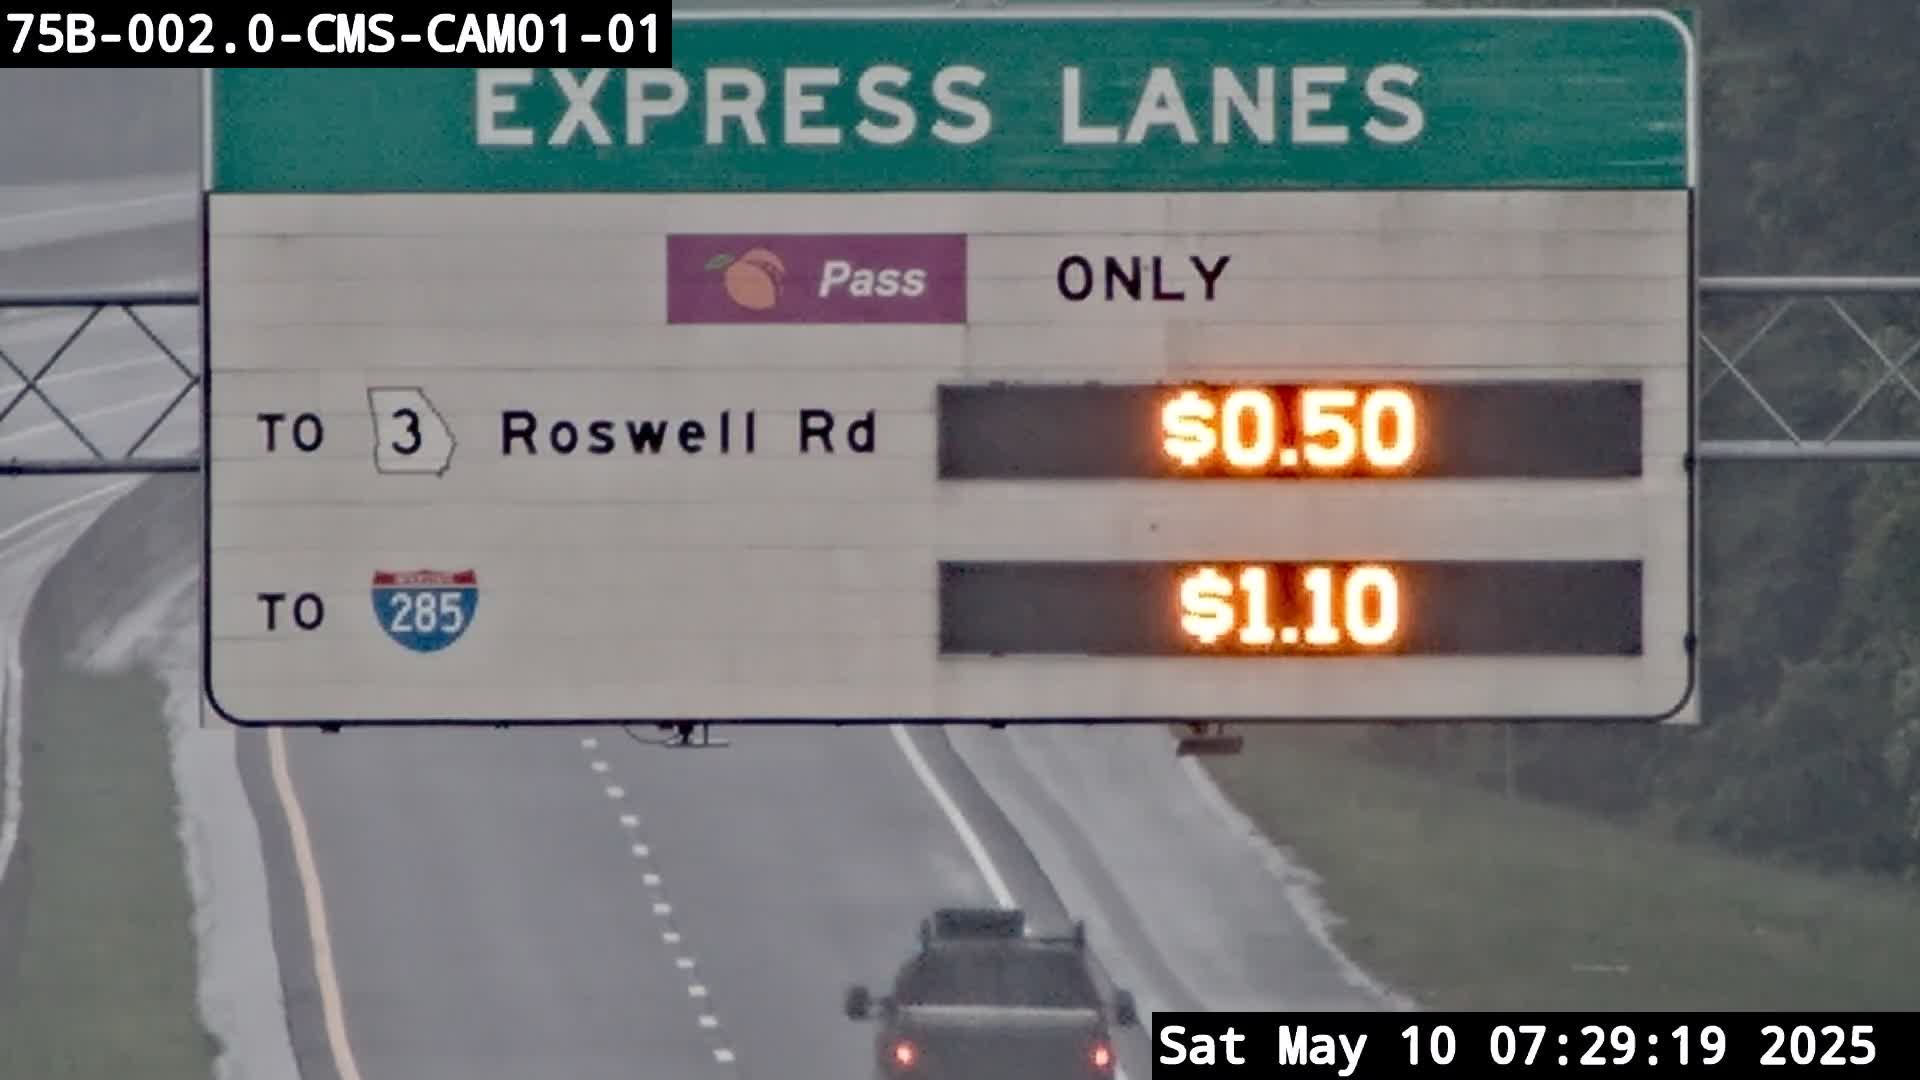 75B-002.0-CMS-CAM01-01
EXPRESS LANES
Pass ONLY
TO 3 Roswell Rd $0.50
TO 285 $1.10
Sat May 10 07:29:19 2025